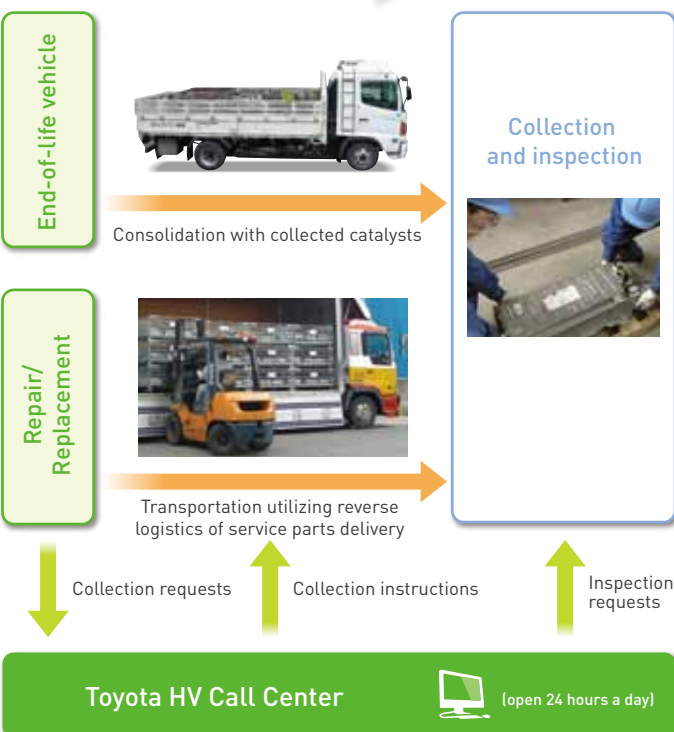 End-of-life vehicle
Consolidation with collected catalysts
Collection
and inspection
Repair/
Replacement
Transportation utilizing reverse
logistics of service parts delivery
Collection requests
Collection instructions
Inspection
requests
Toyota HV Call Center
(open 24 hours a day)